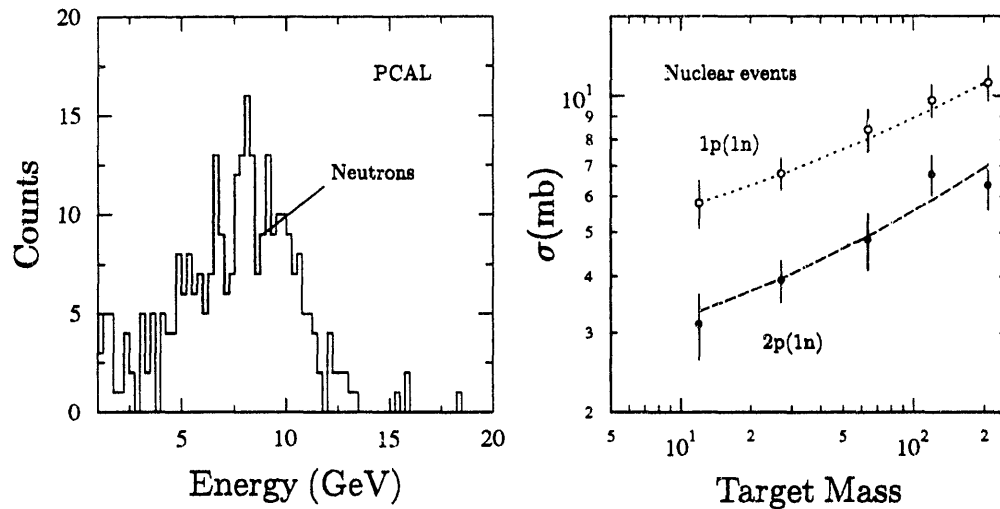 20
15
10
5
0
Counts
PCAL
Neutrons
5
10
15
20
Energy (GeV)
10¹
9
8
7
6
5
4
3
2
σ(mb)
Nuclear events
1p(1n)
2p(1n)
5
10¹
2
5
10²
2
Target Mass